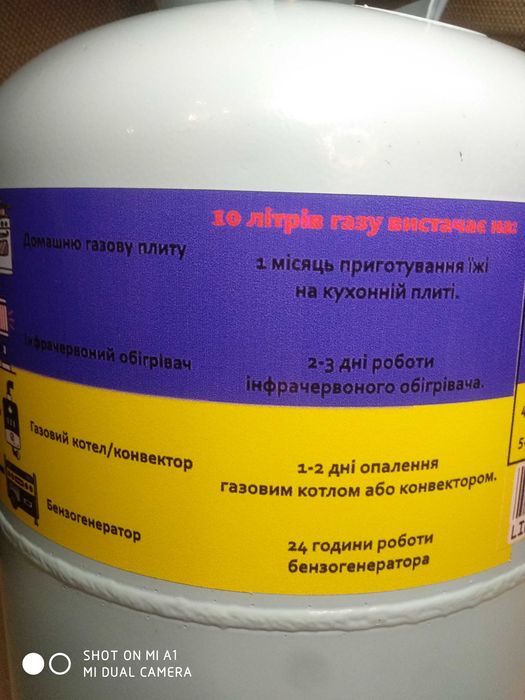 10 літрів газу вистачає на:
Домашню газову плиту
1 місяць приготування їжі
на кухонній плиті.
Інфрачервоний обігрівач
2-3 дні роботи
інфрачервоного обігрівача.
Газовий котел/конвектор
1-2 дні опалення
газовим котлом або конвектором.
Бензогенератор
24 години роботи
бензогенератора
SHOT ON MI A1
MI DUAL CAMERA